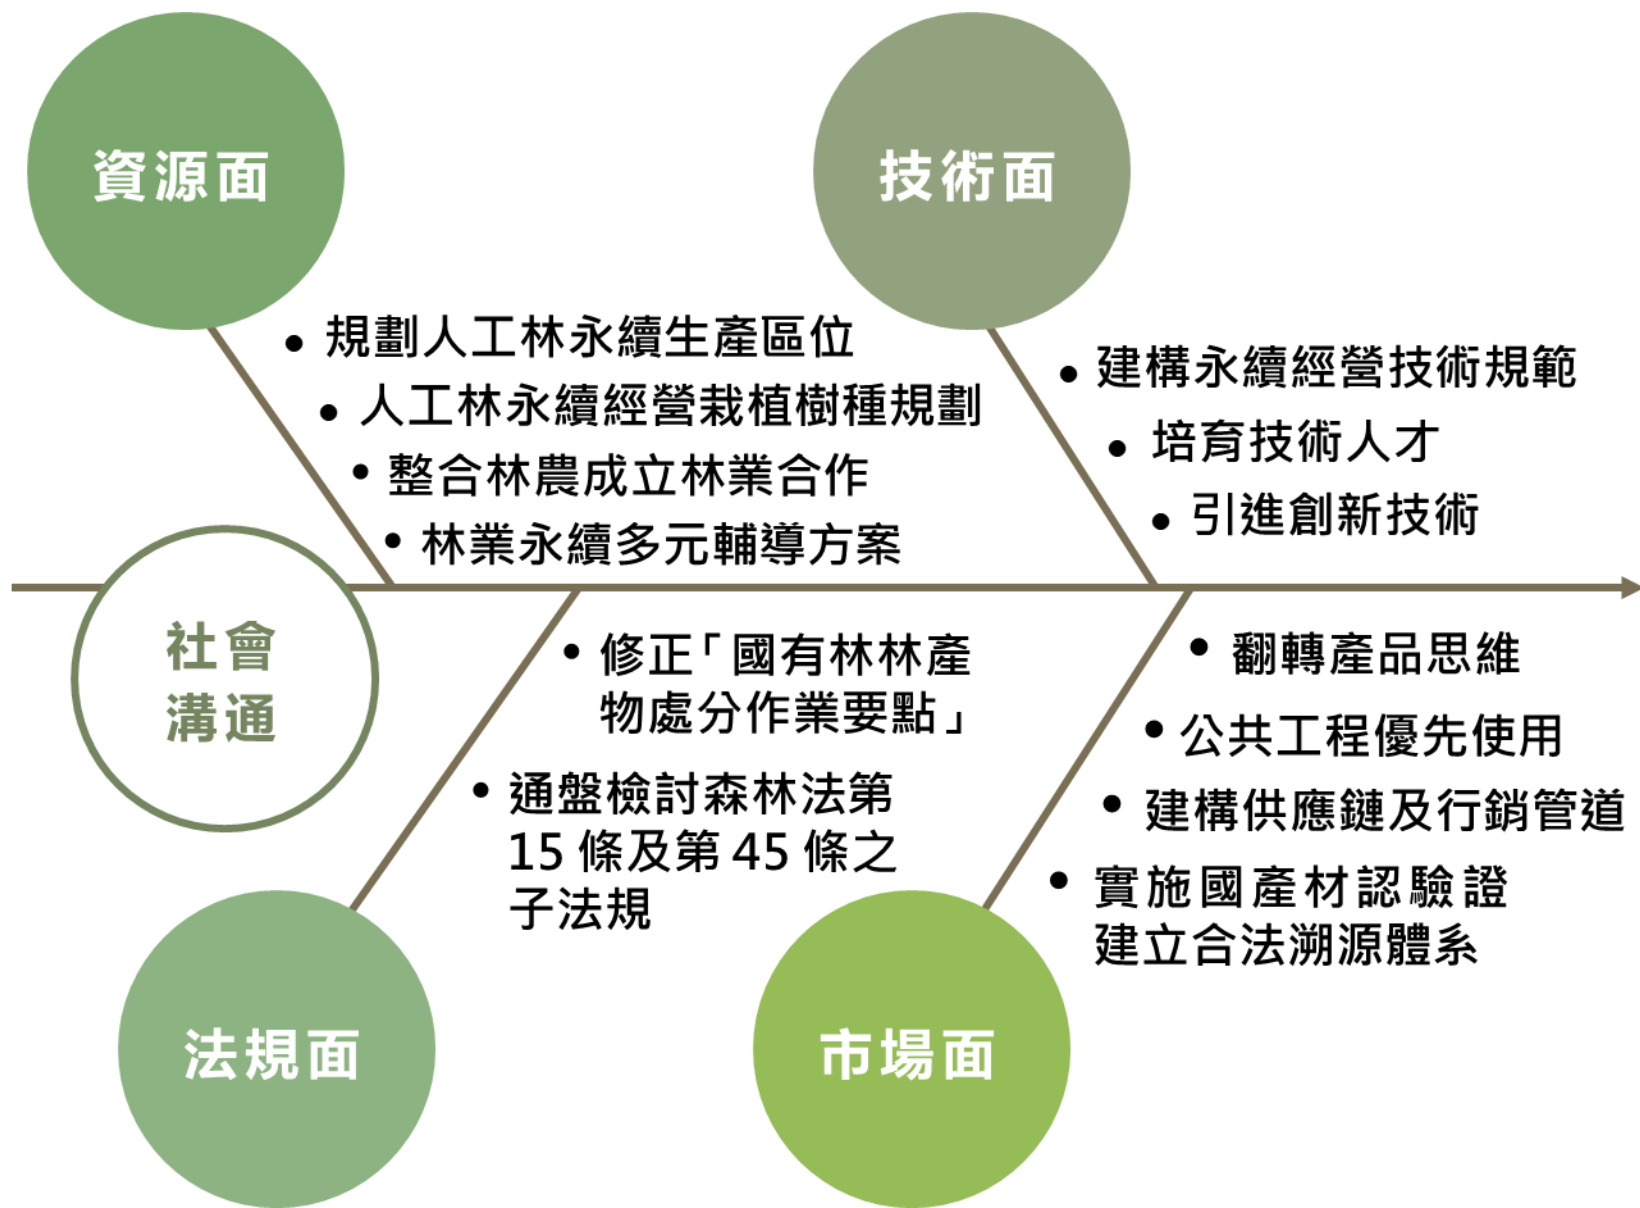 資源面
規劃人工林永續生產區位
人工林永續經營栽植樹種規劃
整合林農成立林業合作
林業永續多元輔導方案
技術面
建構永續經營技術規範
培育技術人才
引進創新技術
社會
溝通
修正「國有林林產
物處分作業要點」
通盤檢討森林法第
15 條及第 45 條之
子法規
法規面
翻轉產品思維
公共工程優先使用
建構供應鏈及行銷管道
實施國產材認驗證
建立合法溯源體系
市場面